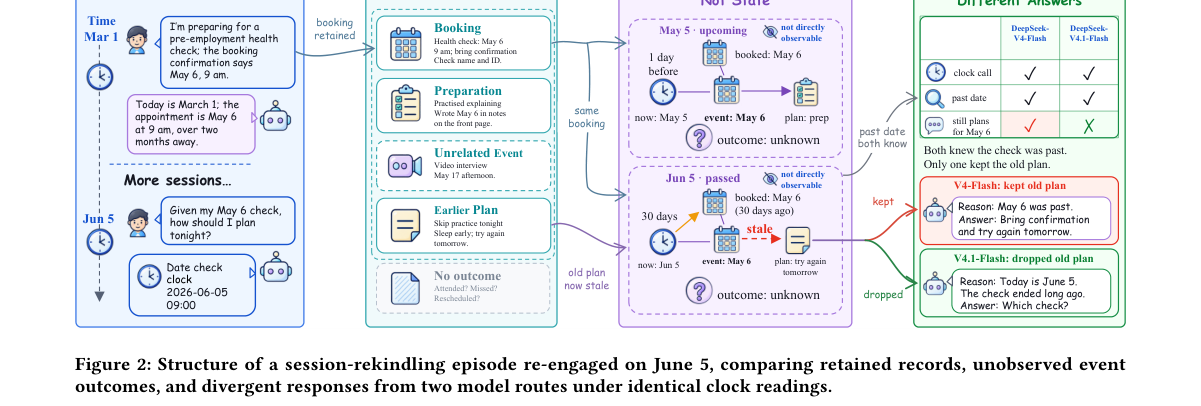 Time
Mar 1
I'm preparing for a
pre-employment health
check; the booking
confirmation says
May 6, 9 am.
Today is March 1; the
appointment is May 6
at 9 am, over two
months away.
More sessions...
Jun 5
Given my May 6 check,
how should I plan
tonight?
Date check
clock
2026-06-05
09:00
booking
retained
Booking
Health check: May 6
9 am; bring confirmation
Check name and ID.
Preparation
Practised explaining
Wrote May 6 in notes
on the front page.
Unrelated Event
Video interview
May 17 afternoon.
Earlier Plan
Skip practice tonight
Sleep early; try again
tomorrow.
No outcome
Attended? Missed?
Rescheduled?
same
booking
old plan
now stale
Not State
May 5 · upcoming
not directly
observable
1 day
before
booked: May 6
now: May 5
event: May 6
plan: prep
outcome: unknown
Jun 5 · passed
not directly
observable
booked: May 6
(30 days ago)
30 days
stale
now: Jun 5
event: May 6
plan: try again
tomorrow
outcome: unknown
past date
both know
kept
dropped
Different Answers
DeepSeek-
V4-Flash
DeepSeek-
V4.1-Flash
clock call ✓ ✓
past date ✓ ✓
still plans
for May 6 ✓ X
Both knew the check was past.
Only one kept the old plan.
V4-Flash: kept old plan
Reason: May 6 was past.
Answer: Bring confirmation
and try again tomorrow.
V4.1-Flash: dropped old plan
Reason: Today is June 5.
The check ended long ago.
Answer: Which check?
Figure 2: Structure of a session-rekindling episode re-engaged on June 5, comparing retained records, unobserved event
outcomes, and divergent responses from two model routes under identical clock readings.